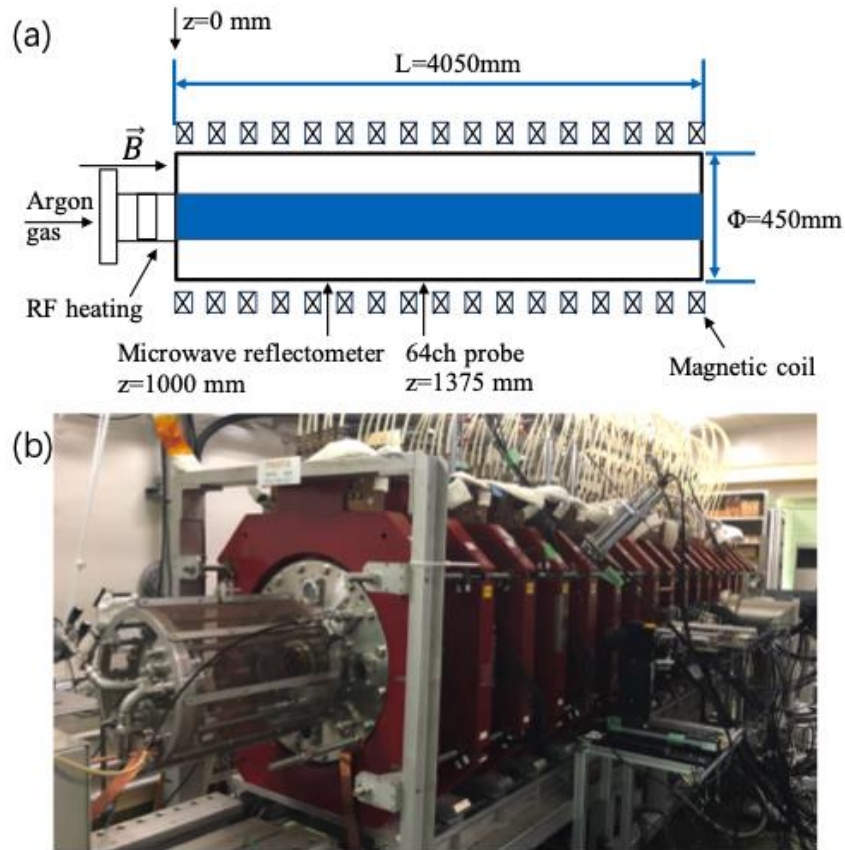 (a)
z=0 mm
L=4050mm
B
Argon
gas
Φ=450mm
RF heating
Microwave reflectometer
z=1000 mm
64ch probe
z=1375 mm
Magnetic coil
(b)